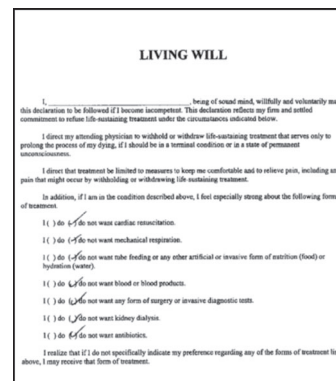 LIVING WILL
I, ____________________, being of sound mind, willfully and voluntarily ma
this declaration to be followed if I become incompetent. This declaration reflects my firm and settled
commitment to refuse life-sustaining treatment under the circumstances indicated below.
I direct my attending physician to withhold or withdraw life-sustaining treatment that serves only to
prolong the process of my dying, if I should be in a terminal condition or in a state of permanent
unconsciousness.
I direct that treatment be limited to measures to keep me comfortable and to relieve pain, including an
pain that might occur by withholding or withdrawing life-sustaining treatment.
In addition, if I am in the condition described above, I feel especially strong about the following form
of treatment.
I ( ) do (✓) do not want cardiac resuscitation.
I ( ) do (✓) do not want mechanical respiration.
I ( ) do (✓) do not want tube feeding or any other artificial or invasive form of nutrition (food) or
hydration (water).
I ( ) do (✓) do not want blood or blood products.
I ( ) do (✓) do not want any form of surgery or invasive diagnostic tests.
I ( ) do (✓) do not want kidney dialysis.
I ( ) do (✓) do not want antibiotics.
I realize that if I do not specifically indicate my preference regarding any of the forms of treatment lis
above, I may receive that form of treatment.